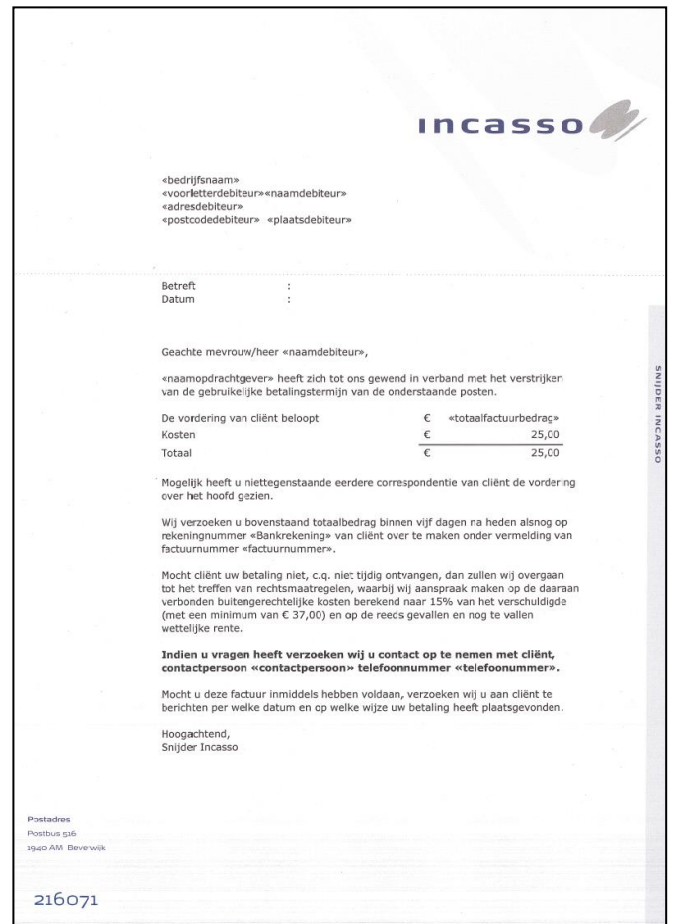 incasso
«bedrijfsnaam»
«voorletterdebiteur»«naamdebiteur»
«adresdebiteur»
«postcodedebiteur» «plaatsdebiteur»
Betreft :
Datum :
Geachte mevrouw/heer «naamdebiteur»,
«naamopdrachtgever» heeft zich tot ons gewend in verband met het verstrijken
van de gebruikelijke betalingstermijn van de onderstaande posten.
De vordering van cliënt beloopt € «totaalfactuurbedrag»
Kosten € 25,00
Totaal € 25,00
Mogelijk heeft u niettegenstaande eerdere correspondentie van cliënt de vordering
over het hoofd gezien.
Wij verzoeken u bovenstaand totaalbedrag binnen vijf dagen na heden alsnog op
rekeningnummer «Bankrekening» van cliënt over te maken onder vermelding van
factuurnummer «factuurnummer».
Mocht cliënt uw betaling niet, c.q. niet tijdig ontvangen, dan zullen wij overgaan
tot het treffen van rechtsmaatregelen, waarbij wij aanspraak maken op de daaraan
verbonden buitengerechtelijke kosten berekend naar 15% van het verschuldigde
(met een minimum van € 37,00) en op de reeds gevallen en nog te vallen
wettelijke rente.
Indien u vragen heeft verzoeken wij u contact op te nemen met cliënt,
contactpersoon «contactpersoon» telefoonnummer «telefoonummer».
Mocht u deze factuur inmiddels hebben voldaan, verzoeken wij u aan cliënt te
berichten per welke datum en op welke wijze uw betaling heeft plaatsgevonden.
Hoogachtend,
Snijder Incasso
SNIJDER INCASSO
Postadres
Postbus 516
1940 AM Beverwijk
216071